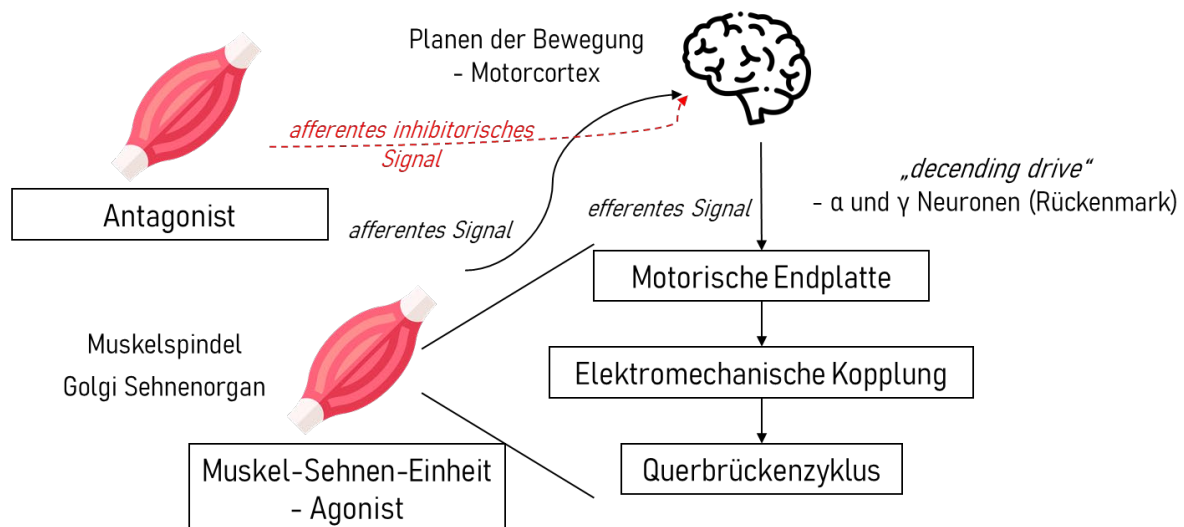 Planen der Bewegung
- Motorcortex
afferentes inhibitorisches
Signal
Antagonist
„decending drive“
- α und γ Neuronen (Rückenmark)
afferentes Signal
efferentes Signal
Motorische Endplatte
Muskelspindel
Golgi Sehnenorgan
Elektromechanische Kopplung
Muskel-Sehnen-Einheit
- Agonist
Querbrückenzyklus